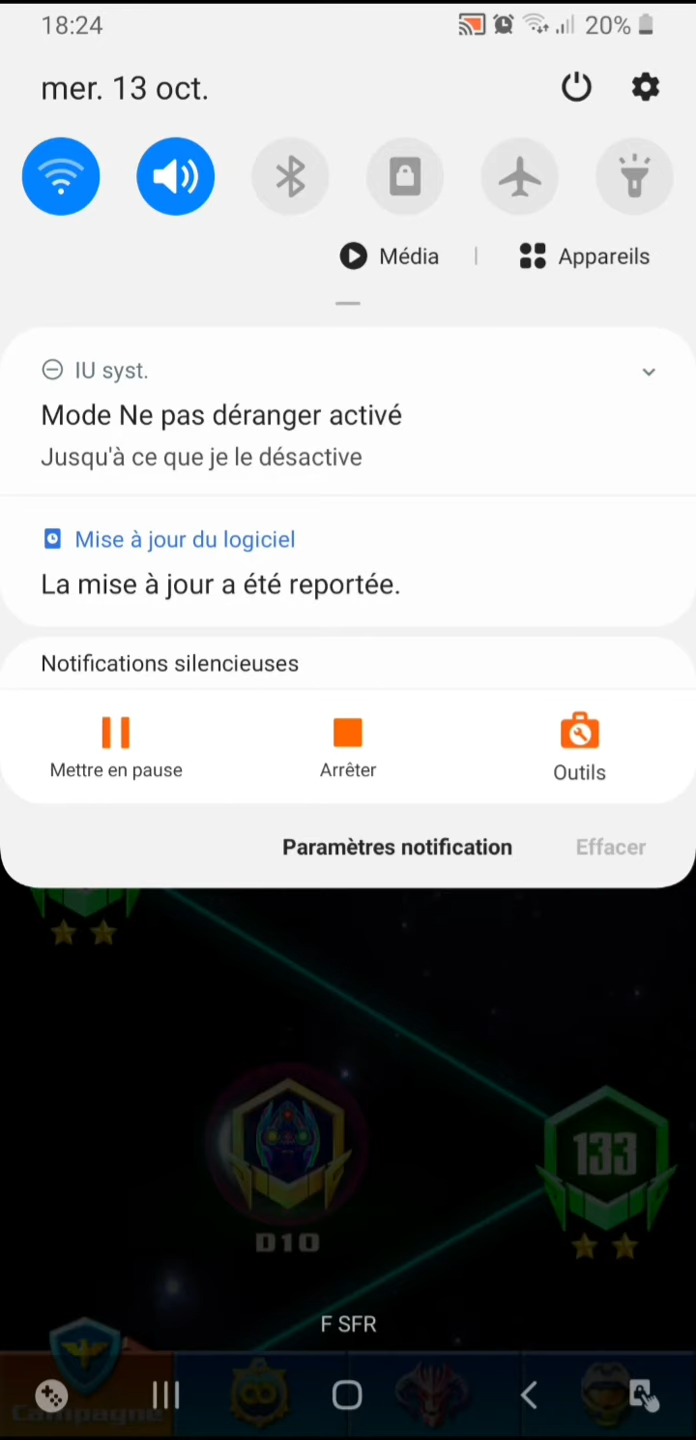 18:24
20%
mer. 13 oct.
Média
Appareils
IU syst.
Mode Ne pas déranger activé
Jusqu'à ce que je le désactive
Mise à jour du logiciel
La mise à jour a été reportée.
Notifications silencieuses
Mettre en pause
Arrêter
Outils
Paramètres notification
Effacer
133
D10
F SFR
Campagne